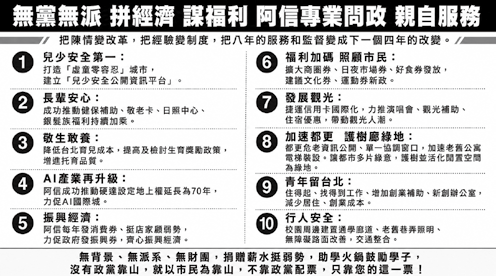 無黨無派 拼經濟 謀福利 阿信專業問政 親自服務
把陳情變改革，把經驗變制度，把八年的服務和監督變成下一個四年的改變。
1 兒少安全第一：
打造「虐童零容忍」城市，
建立「兒少安全公開資訊平台」。
2 長輩安心：
成功推動健保補助、敬老卡、日照中心、
銀髮族福利持續加乘。
3 敢生敢養：
降低台北育兒成本，提高及檢討生育獎勵政策，
增進托育品質。
4 AI產業再升級：
阿信成功推動硬達設定地上權延長為70年，
力促AI國際城。
5 振興經濟：
阿信每年發消費券、挺店家顧弱勢，
力促政府發振興券，齊心振興經濟。
6 福利加碼 照顧市民：
擴大商圈券、日夜市場券、好食券發放，
建議文化券、運動券新政。
7 發展觀光：
捷運信用卡國際化，力推演唱會、觀光補助、
住宿優惠，帶動觀光人潮。
8 加速都更 護樹廊綠地：
都更危老資訊公開、單一協調窗口，加速老舊公寓
電梯裝設。讓都市多片綠意，護樹並活化閒置空間
為綠地。
9 青年留台北：
住得起、找得到工作、增加創業補助、新創辦公室，
減少居住、創業成本。
10 行人安全：
校園周邊建置通學廊道、老舊巷弄照明、
無障礙路面改善，交通整合。
無背景、無派系、無財團，捐贈薪水挺弱勢，助學火鍋鼓勵學子，
沒有政黨靠山，就以市民為靠山，不靠政黨配票，只靠您的這一票！